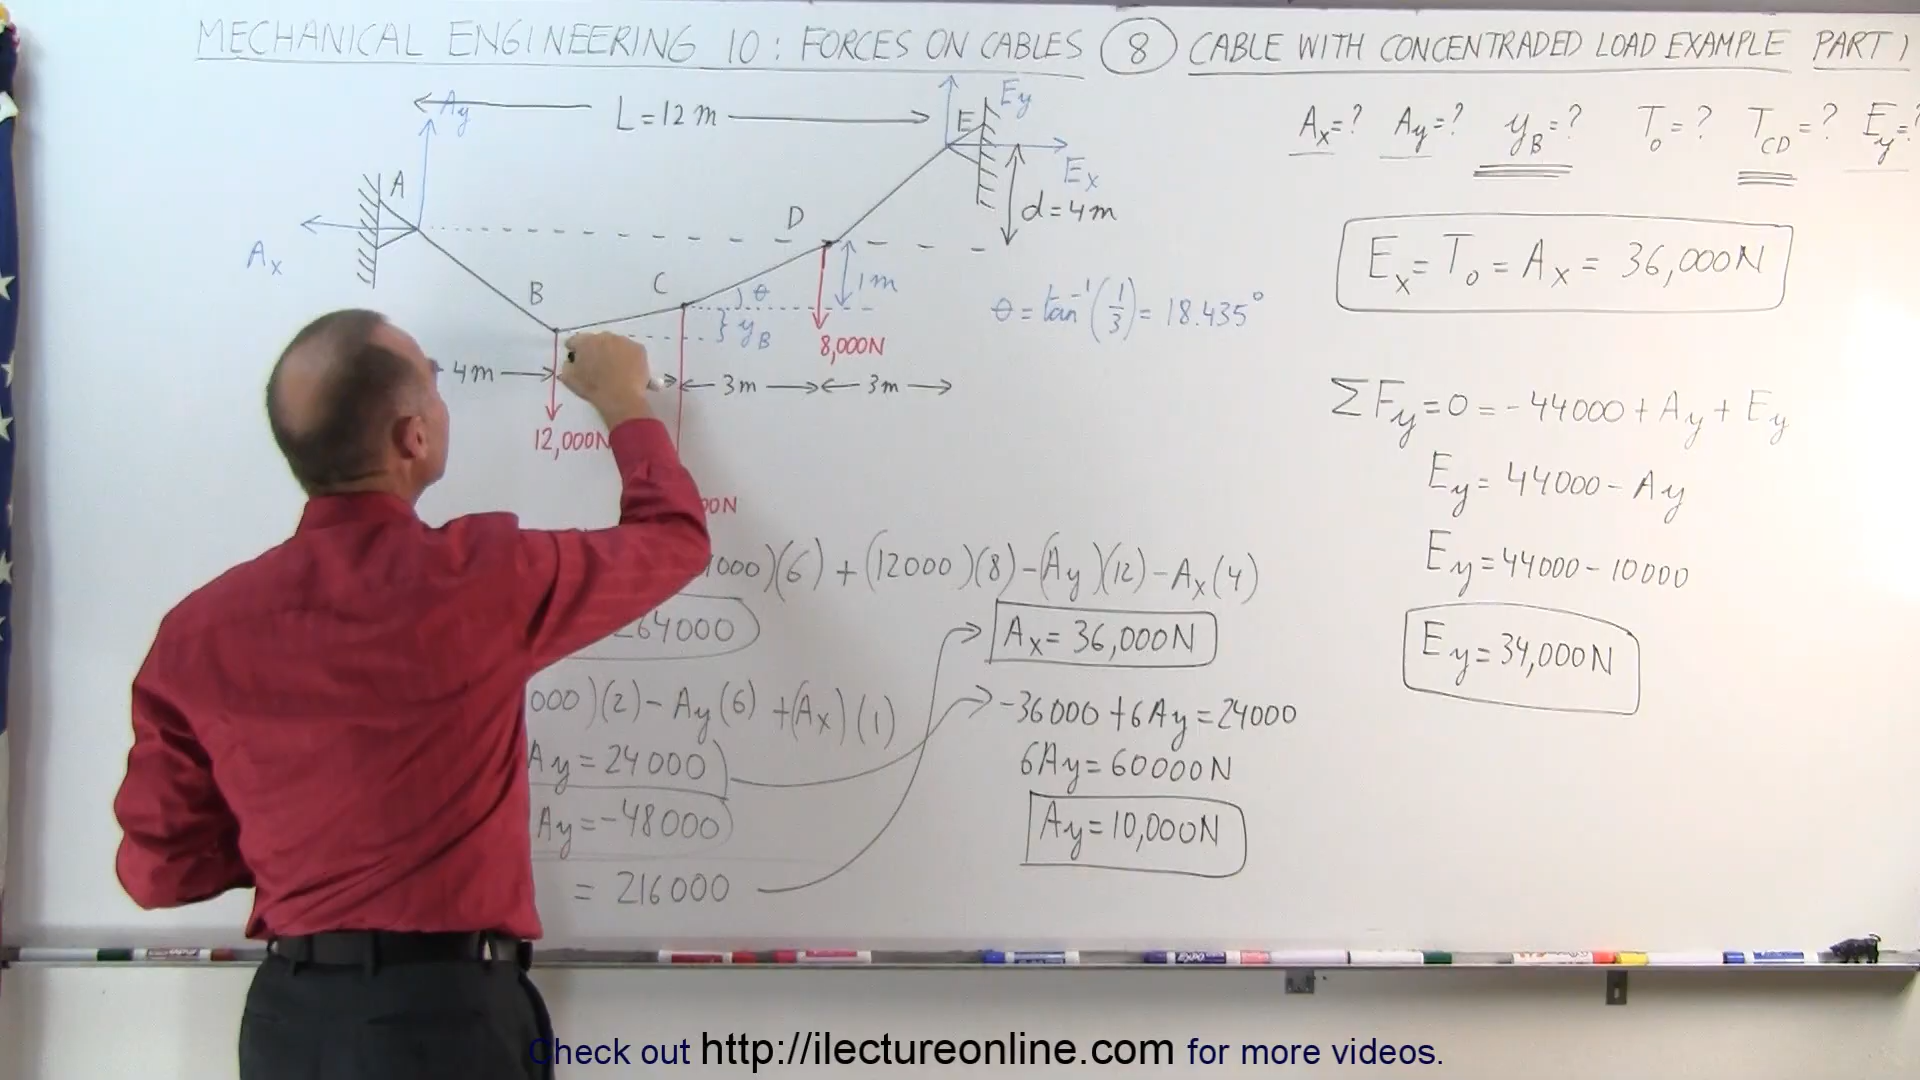 MECHANICAL ENGINEERING 10: FORCES ON CABLES (8) CABLE WITH CONCENTRADED LOAD EXAMPLE PART 1
Ay
L = 12 m
E
Ey
Ax=? Ay=? yB=? To=? TCD=? Ey=?
A
Ex
d=4m
D
Ax
Ex = To = Ax = 36,000N
B
C
θ
1m
yB
θ = tan⁻¹(1/3) = 18.435°
8,000N
4m
3m
3m
ΣFy=0 = -44000 + Ay + Ey
12,000N
Ey = 44000 - Ay
000)(6) + (12000)(8) - (Ay)(12) - Ax(4)
Ey = 44000 - 10000
264000
Ax = 36,000N
Ey = 34,000N
000)(2) - Ay(6) + (Ax)(1)
-36000 + 6Ay = 24000
Ay = 24000
6Ay = 60000N
Ay = -48000
Ay = 10,000N
= 216000
Check out http://ilectureonline.com for more videos.